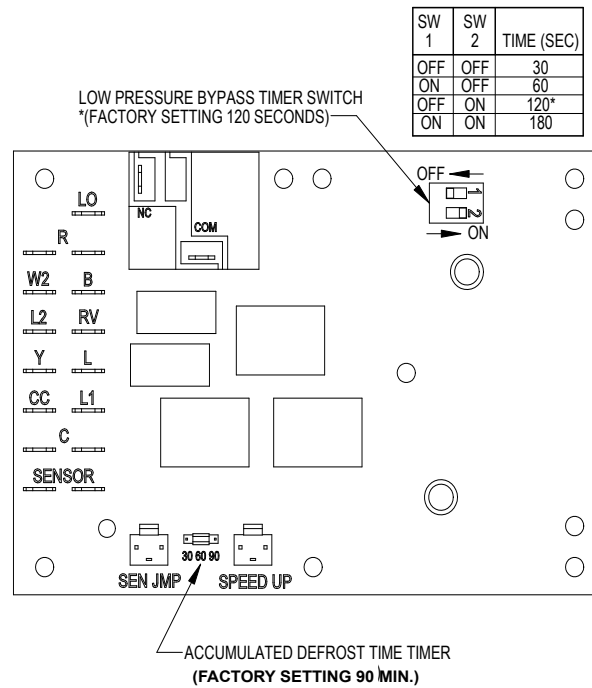 SW 1 SW 2 TIME (SEC)
OFF OFF 30
ON OFF 60
OFF ON 120*
ON ON 180
LOW PRESSURE BYPASS TIMER SWITCH
*(FACTORY SETTING 120 SECONDS)
OFF
1
2
ON
NC
COM
LO
R
W2 B
L2 RV
Y L
CC L1
C
SENSOR
30 60 90
SEN JMP SPEED UP
ACCUMULATED DEFROST TIME TIMER
(FACTORY SETTING 90 MIN.)